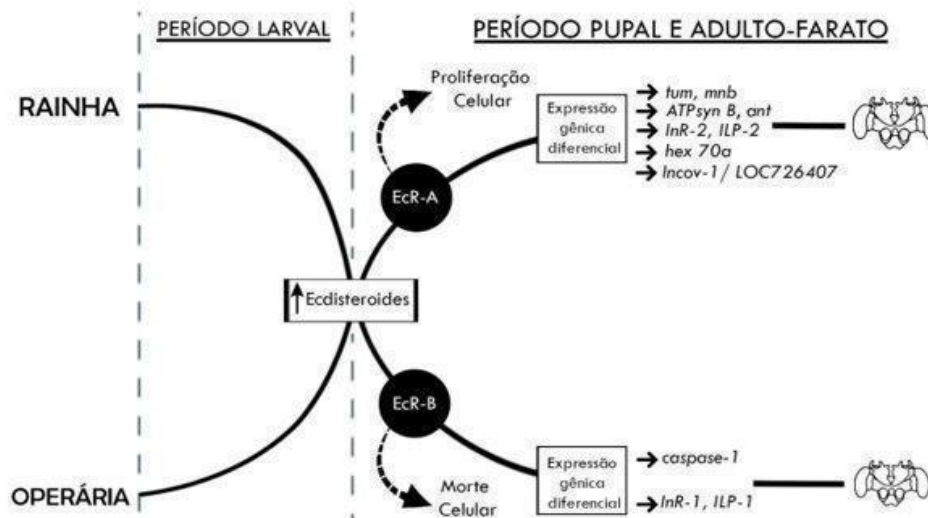 PERÍODO LARVAL
PERÍODO PUPAL E ADULTO-FARATO
RAINHA
Proliferação
Celular
EcR-A
Expressão
gênica
diferencial
tum, mnb
ATPsyn B, ant
InR-2, ILP-2
hex 70a
lncov-1/ LOC726407
Ecdisteroides
OPERÁRIA
EcR-B
Morte
Celular
Expressão
gênica
diferencial
caspase-1
InR-1, ILP-1